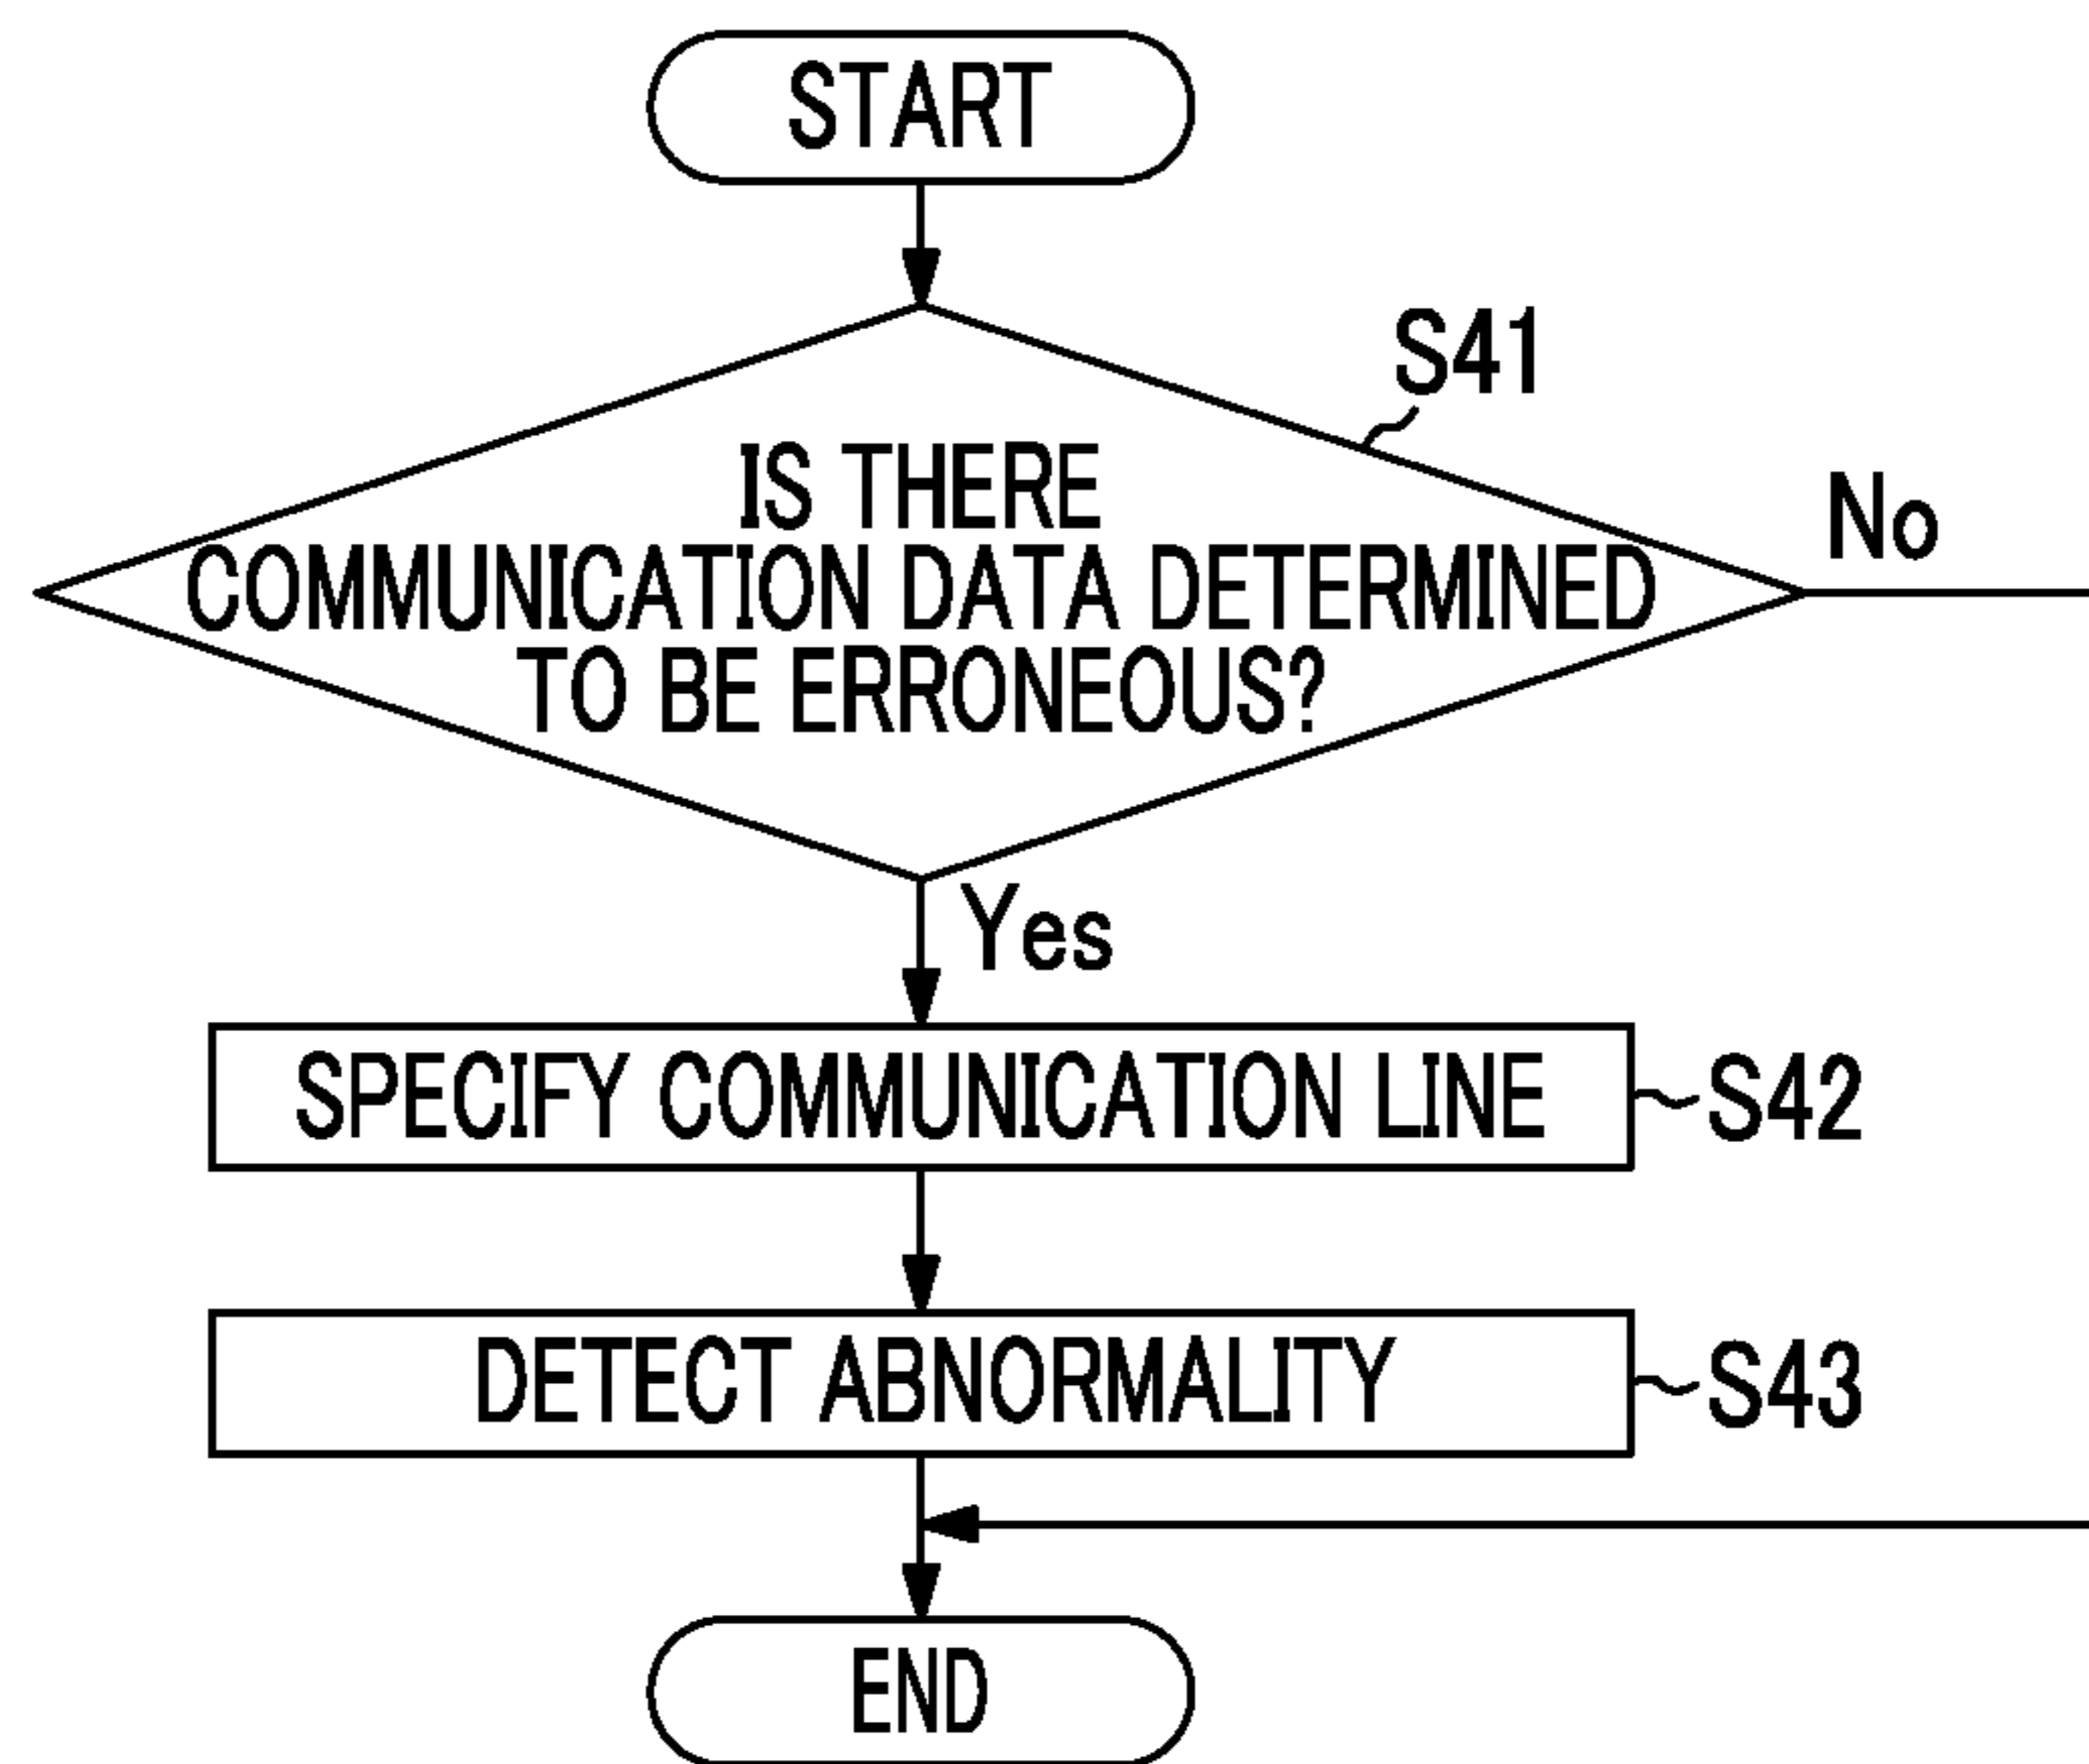 START
S41
IS THERE
No
COMMUNICATION DATA DETERMINED
TO BE ERRONEOUS?
Yes
SPECIFY COMMUNICATION LINE
S42
DETECT ABNORMALITY
S43
END